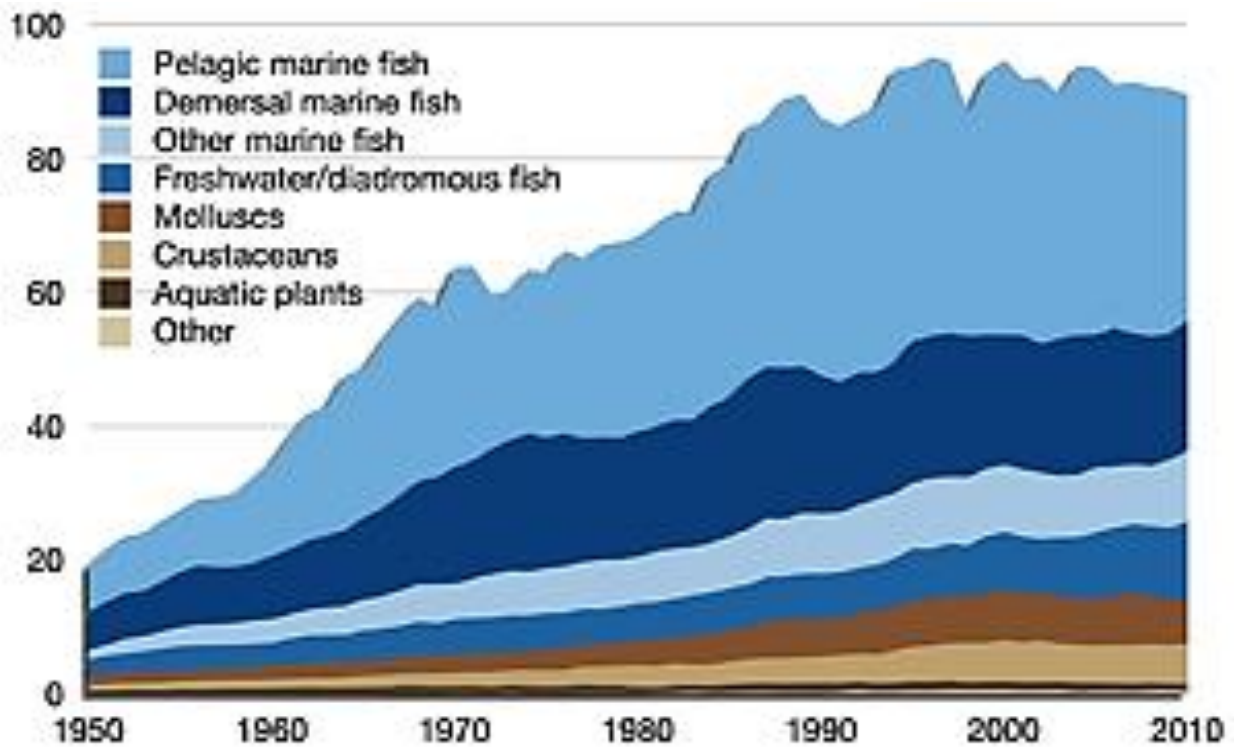 100
Pelagic marine fish
Demersal marine fish
Other marine fish
80
Freshwater/diadromous fish
Molluscs
Crustaceans
60
Aquatic plants
Other
40
20
0
1950 1960 1970 1980 1990 2000 2010